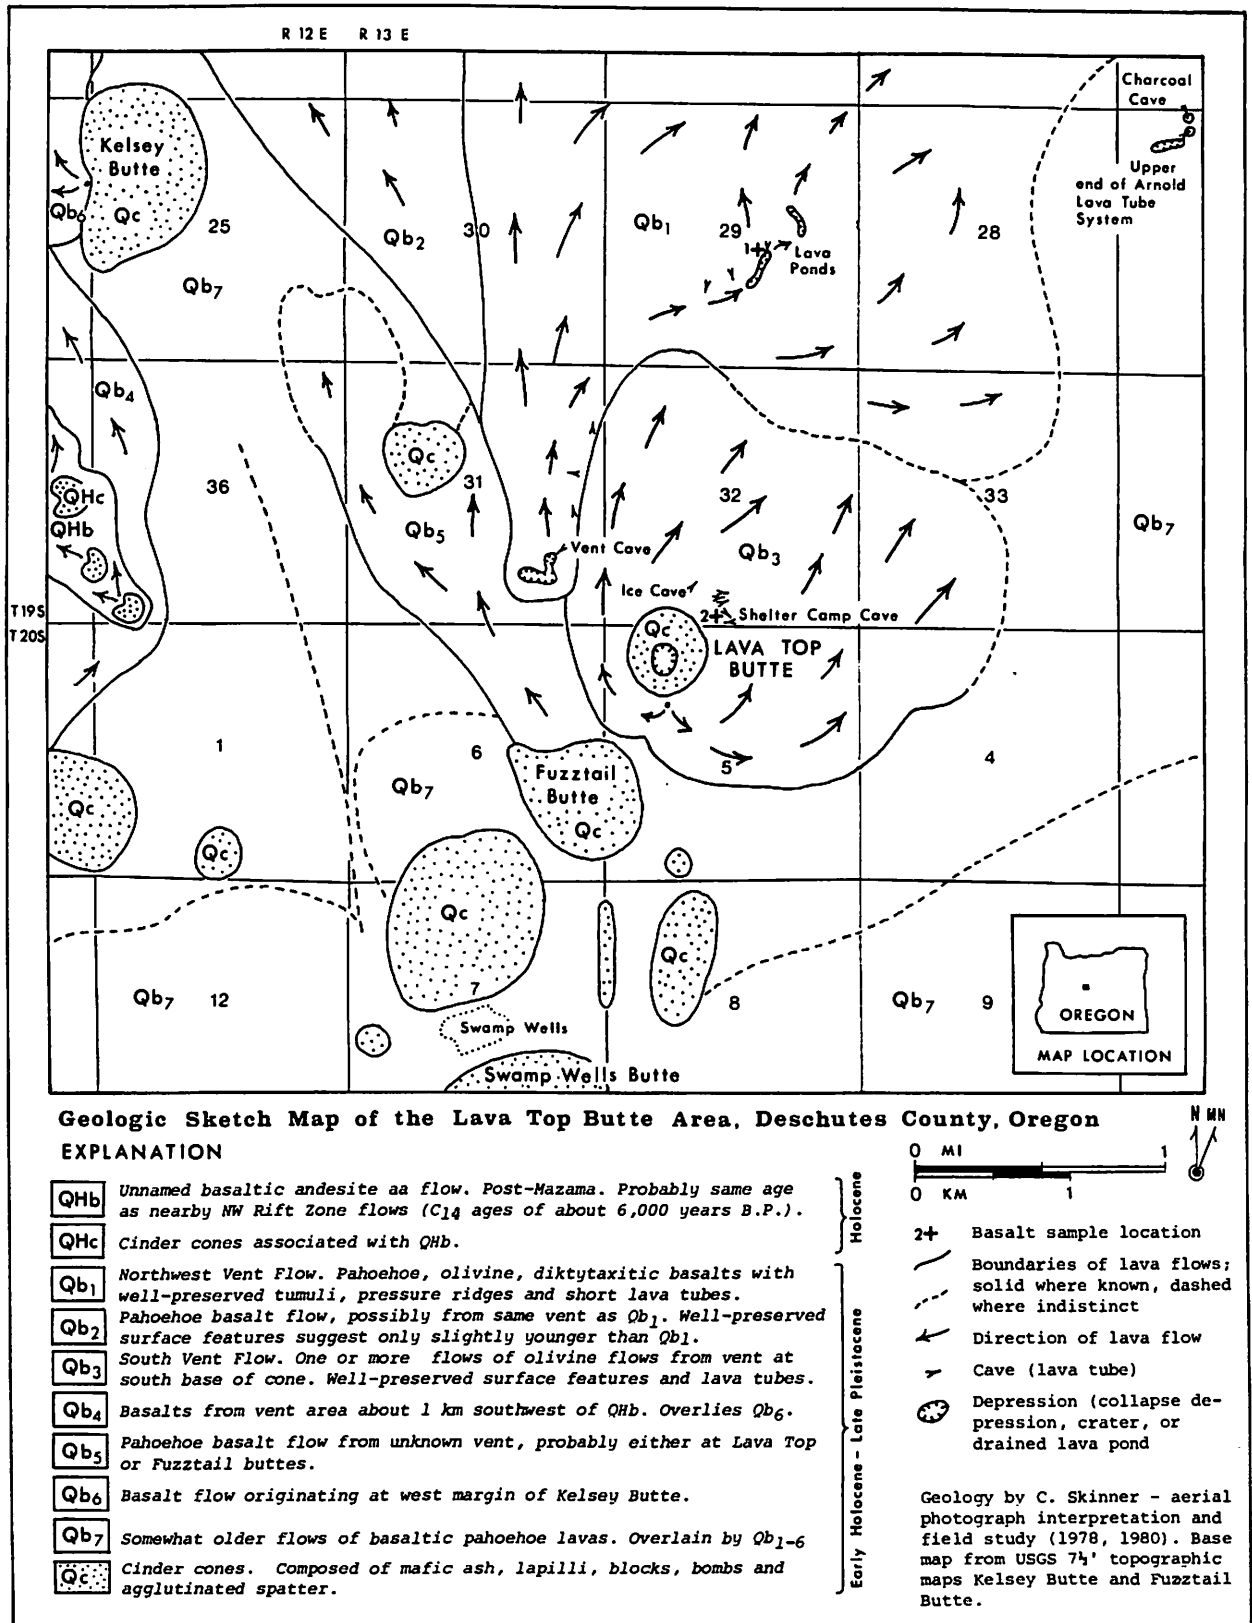 R 12 E R 13 E
Charcoal
Cave
Kelsey
Butte
Qc
Qb6
25
Qb2
30
Qb1
29
1+
Lava
Ponds
28
Upper
end of Arnold
Lava Tube
System
Qb7
Qb4
Qc
36
31
32
33
QHc
QHb
Qb5
Vent Cave
Qb3
Qb7
Ice Cave
2+ Shelter Camp Cave
T 19 S
T 20 S
Qc
LAVA TOP
BUTTE
1
6
5
4
Qb7
Fuzztail
Butte
Qc
Qc
Qc
Qc
Qc
7
8
Qb7
12
Qb7
9
Swamp Wells
Swamp Wells Butte
OREGON
MAP LOCATION
Geologic Sketch Map of the Lava Top Butte Area, Deschutes County, Oregon
N MN
EXPLANATION
0 MI 1
0 KM 1
QHb Unnamed basaltic andesite aa flow. Post-Mazama. Probably same age
as nearby NW Rift Zone flows (C14 ages of about 6,000 years B.P.).
QHc Cinder cones associated with QHb.
Holocene
Qb1 Northwest Vent Flow. Pahoehoe, olivine, diktytaxitic basalts with
well-preserved tumuli, pressure ridges and short lava tubes.
Qb2 Pahoehoe basalt flow, possibly from same vent as Qb1. Well-preserved
surface features suggest only slightly younger than Qb1.
Qb3 South Vent Flow. One or more flows of olivine flows from vent at
south base of cone. Well-preserved surface features and lava tubes.
Qb4 Basalts from vent area about 1 km southwest of QHb. Overlies Qb6.
Qb5 Pahoehoe basalt flow from unknown vent, probably either at Lava Top
or Fuzztail buttes.
Qb6 Basalt flow originating at west margin of Kelsey Butte.
Qb7 Somewhat older flows of basaltic pahoehoe lavas. Overlain by Qb1-6
Qc Cinder cones. Composed of mafic ash, lapilli, blocks, bombs and
agglutinated spatter.
Early Holocene - Late Pleistocene
2+ Basalt sample location
Boundaries of lava flows;
solid where known, dashed
where indistinct
Direction of lava flow
Cave (lava tube)
Depression (collapse de-
pression, crater, or
drained lava pond
Geology by C. Skinner - aerial
photograph interpretation and
field study (1978, 1980). Base
map from USGS 7½' topographic
maps Kelsey Butte and Fuzztail
Butte.